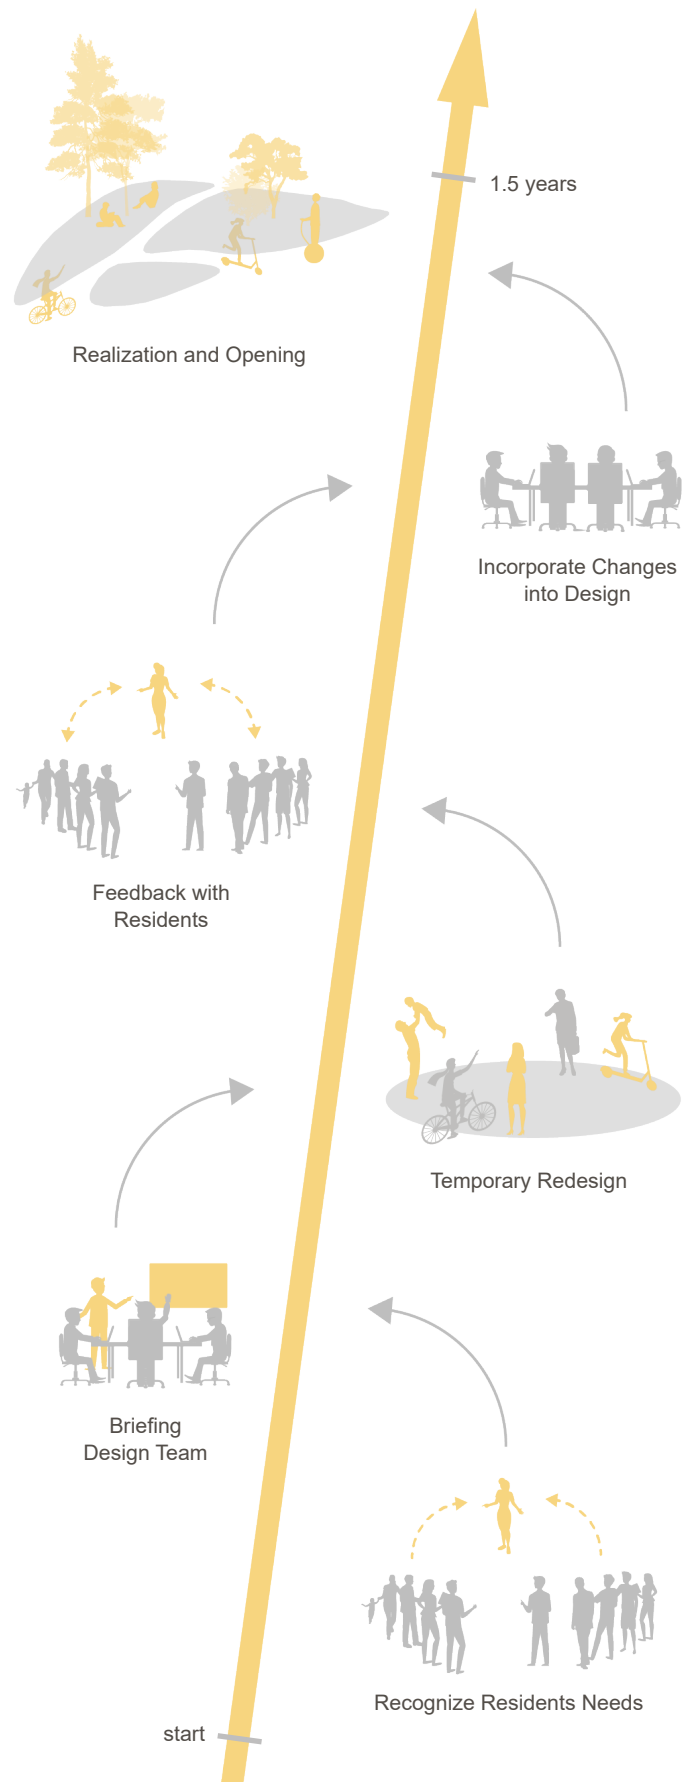 1.5 years
Realization and Opening
Incorporate Changes
into Design
Feedback with
Residents
Temporary Redesign
Briefing
Design Team
Recognize Residents Needs
start